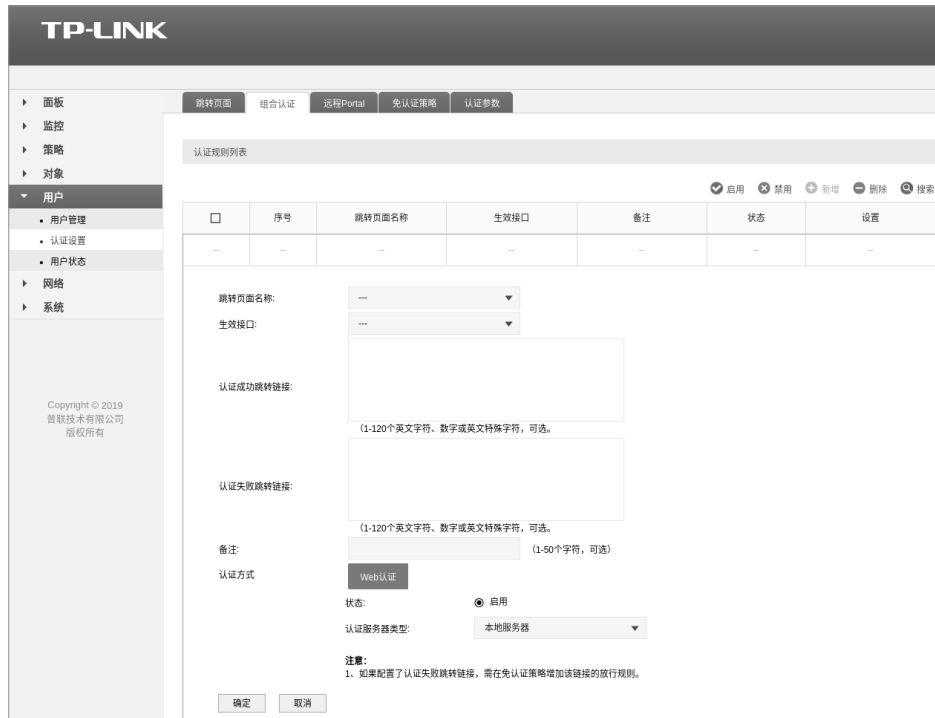 TP-LINK
面板
监控
策略
对象
用户
用户管理
认证设置
用户状态
网络
系统
Copyright © 2019
普联技术有限公司
版权所有
跳转页面 组合认证 远程Portal 免认证策略 认证参数
认证规则列表
启用 禁用 新增 删除 搜索
序号 跳转页面名称 生效接口 备注 状态 设置
-- -- -- -- -- -- --
跳转页面名称: ---
生效接口: ---
认证成功跳转链接:
（1-120个英文字符、数字或英文特殊字符，可选。
认证失败跳转链接:
（1-120个英文字符、数字或英文特殊字符，可选。
备注: （1-50个字符，可选）
认证方式 Web认证
状态: 启用
认证服务器类型: 本地服务器
注意：
1、如果配置了认证失败跳转链接，需在免认证策略增加该链接的放行规则。
确定 取消